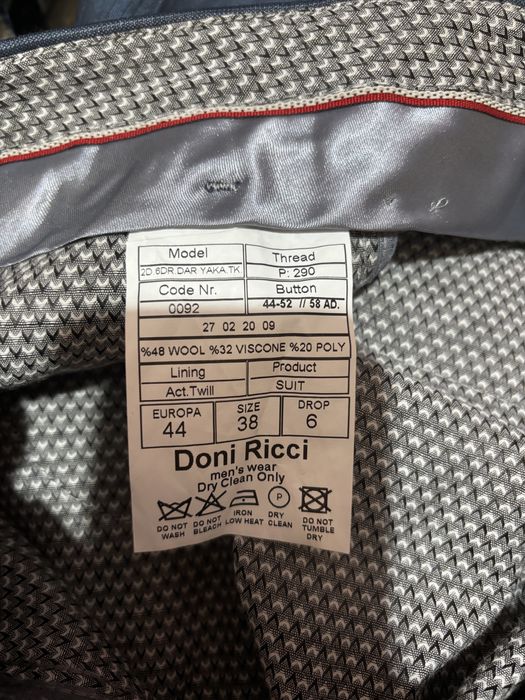 Model Thread
2D.6DR.DAR YAKA.TK P: 290
Code Nr. Button
0092 44-52 // 58 AD.
27 02 20 09
%48 WOOL %32 VISCONE %20 POLY
Lining Product
Act.Twill SUIT
EUROPA SIZE DROP
44 38 6
Doni Ricci
men's wear
Dry Clean Only
P
DO NOT WASH DO NOT BLEACH IRON LOW HEAT DRY CLEAN DO NOT TUMBLE DRY